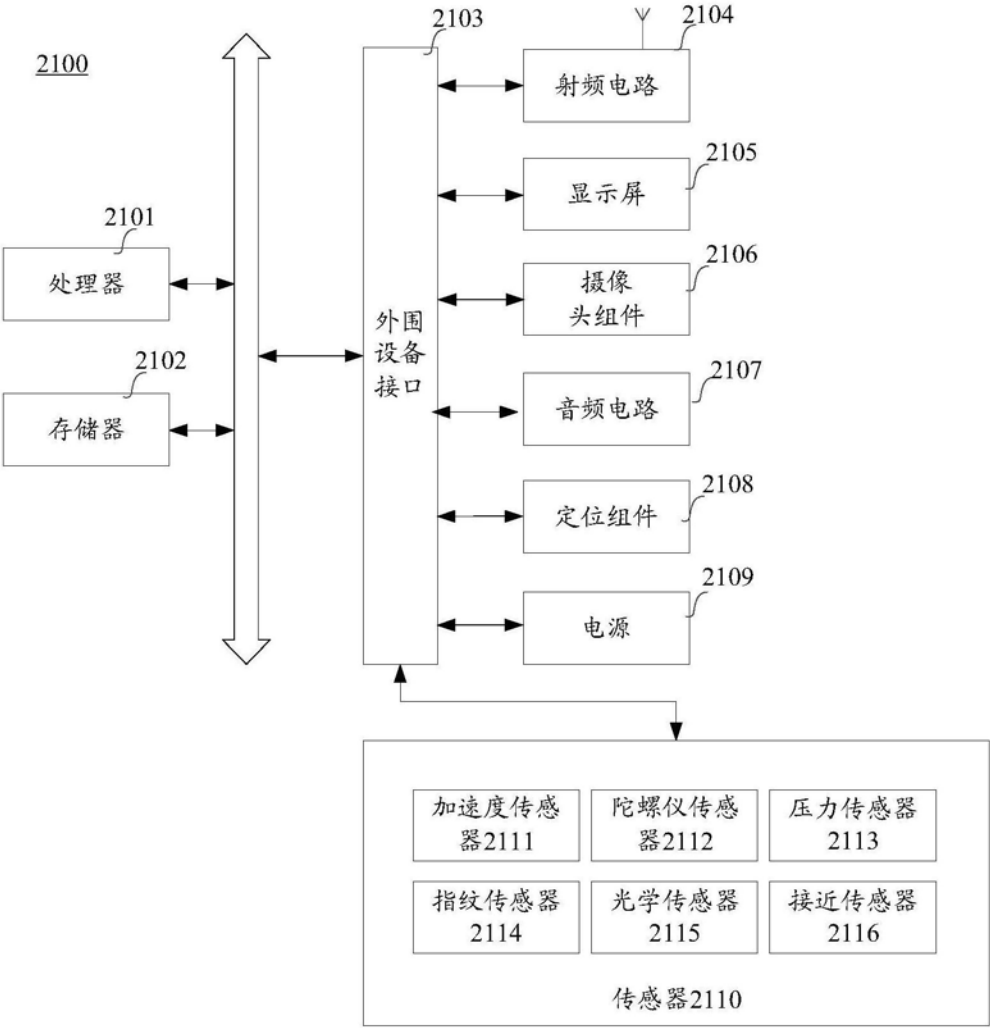 2100
2101
处理器
2102
存储器
2103
外围
设备
接口
2104
射频电路
2105
显示屏
2106
摄像
头组件
2107
音频电路
2108
定位组件
2109
电源
加速度传感
器2111
陀螺仪传感
器2112
压力传感器
2113
指纹传感器
2114
光学传感器
2115
接近传感器
2116
传感器2110